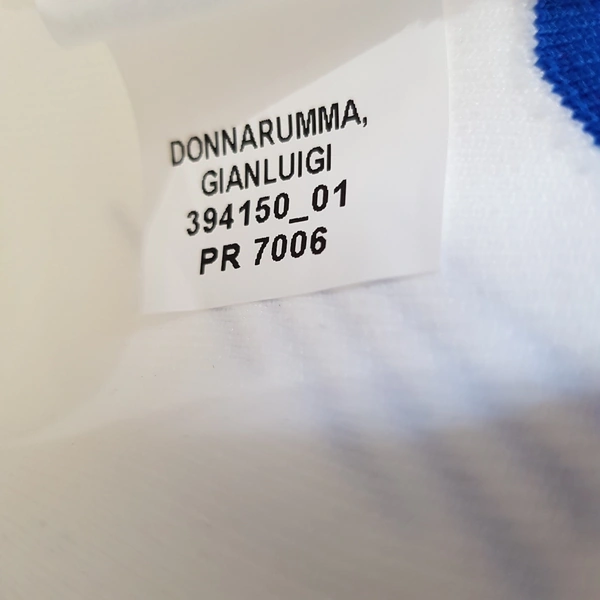 DONNARUMMA,
GIANLUIGI
394150_01
PR 7006